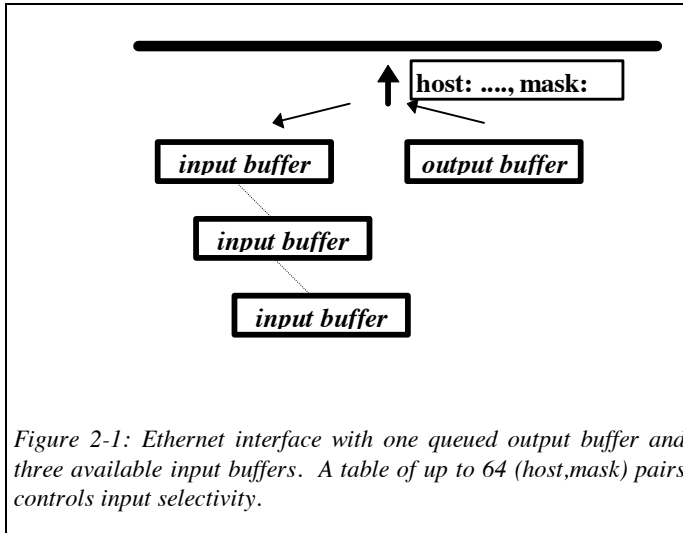 host: ...., mask:
input buffer
output buffer
input buffer
input buffer
Figure 2-1: Ethernet interface with one queued output buffer and
three available input buffers. A table of up to 64 (host,mask) pairs
controls input selectivity.